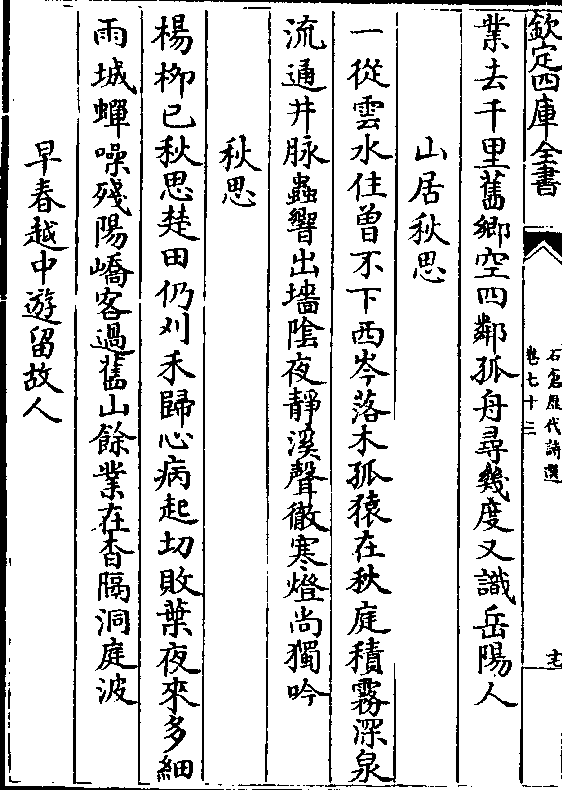 欽定四庫全書
石倉歷代詩選
卷七十二
業去千里舊鄉空四鄰孤舟尋幾度又識岳陽人
山居秋思
一從雲水住曾不下西岑落木孤猿在秋庭積霧深泉
流通井脉蟲響出墻陰夜靜溪聲徹寒燈尚獨吟
秋思
楊柳已秋思楚田仍刈禾歸心病起切敗葉夜來多細
雨城蟬噪殘陽嶠客過舊山餘業在杳隔洞庭波
早春越中遊留故人